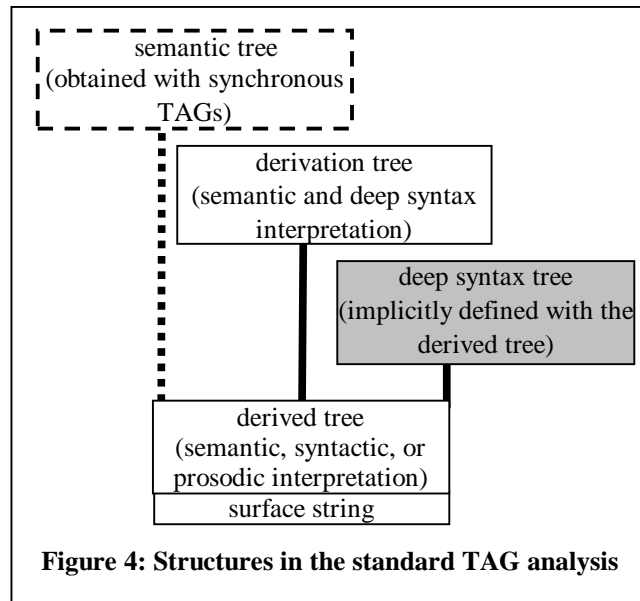 semantic tree
(obtained with synchronous
TAGs)
derivation tree
(semantic and deep syntax
interpretation)
deep syntax tree
(implicitly defined with the
derived tree)
derived tree
(semantic, syntactic, or
prosodic interpretation)
surface string
Figure 4: Structures in the standard TAG analysis